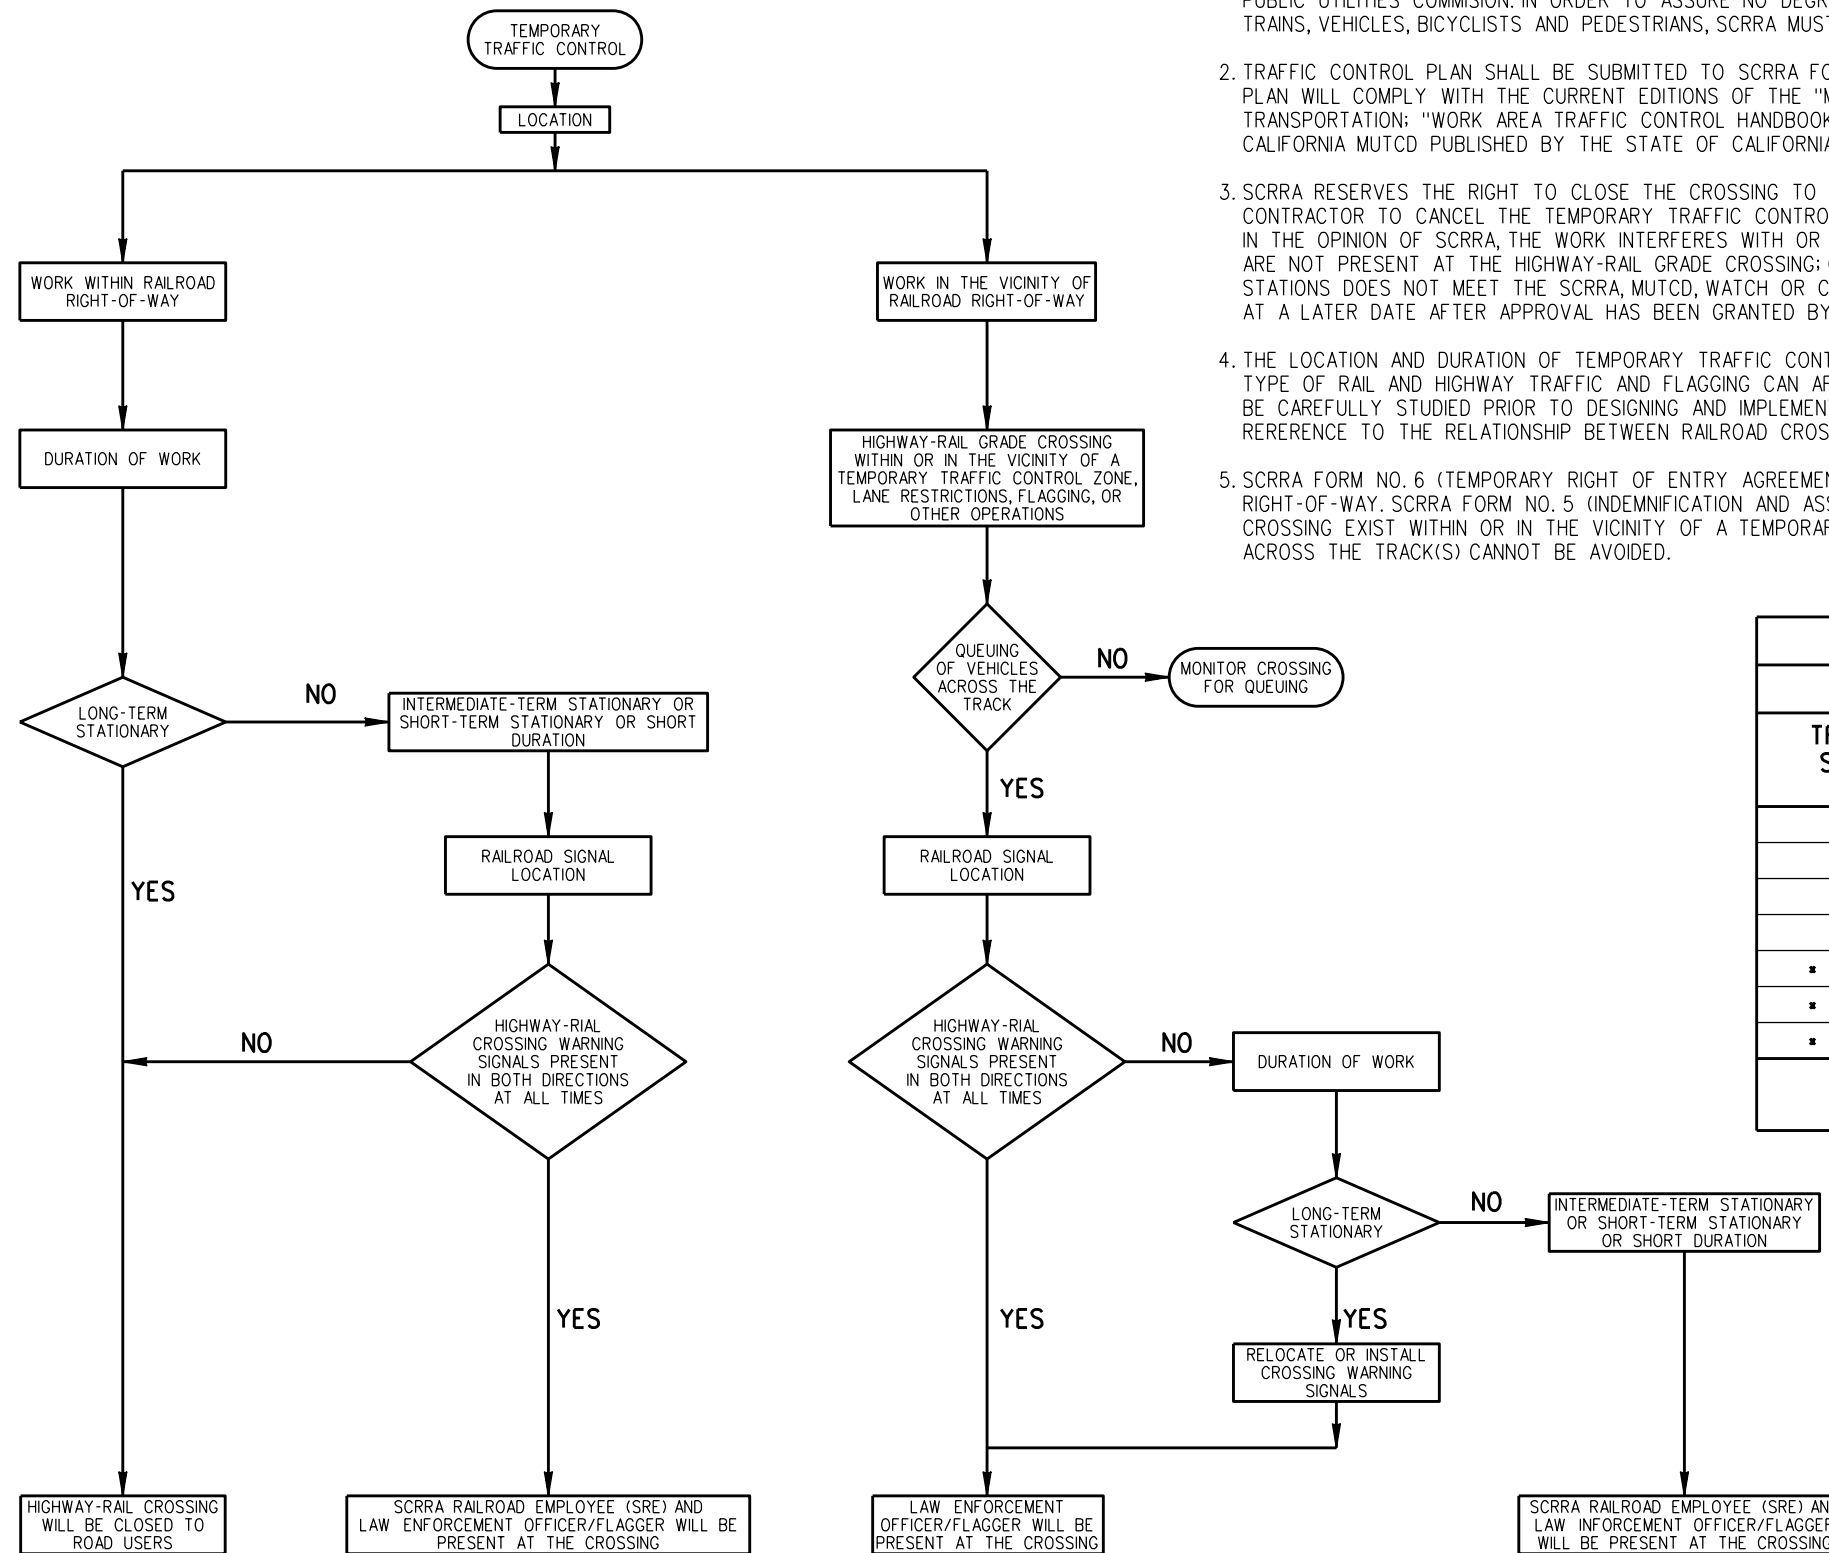 TEMPORARY
TRAFFIC CONTROL
LOCATION
WORK WITHIN RAILROAD
RIGHT-OF-WAY
DURATION OF WORK
LONG-TERM
STATIONARY
NO
YES
INTERMEDIATE-TERM STATIONARY OR
SHORT-TERM STATIONARY OR SHORT
DURATION
RAILROAD SIGNAL
LOCATION
HIGHWAY-RIAL
CROSSING WARNING
SIGNALS PRESENT
IN BOTH DIRECTIONS
AT ALL TIMES
NO
YES
HIGHWAY-RAIL CROSSING
WILL BE CLOSED TO
ROAD USERS
SCRRA RAILROAD EMPLOYEE (SRE) AND
LAW ENFORCEMENT OFFICER/FLAGGER WILL BE
PRESENT AT THE CROSSING
WORK IN THE VICINITY OF
RAILROAD RIGHT-OF-WAY
HIGHWAY-RAIL GRADE CROSSING
WITHIN OR IN THE VICINITY OF A
TEMPORARY TRAFFIC CONTROL ZONE,
LANE RESTRICTIONS, FLAGGING, OR
OTHER OPERATIONS
QUEUING
OF VEHICLES
ACROSS THE
TRACK
NO
MONITOR CROSSING
FOR QUEUING
YES
RAILROAD SIGNAL
LOCATION
HIGHWAY-RIAL
CROSSING WARNING
SIGNALS PRESENT
IN BOTH DIRECTIONS
AT ALL TIMES
NO
DURATION OF WORK
LONG-TERM
STATIONARY
NO
INTERMEDIATE-TERM STATIONARY
OR SHORT-TERM STATIONARY
OR SHORT DURATION
YES
YES
RELOCATE OR INSTALL
CROSSING WARNING
SIGNALS
LAW ENFORCEMENT
OFFICER/FLAGGER WILL BE
PRESENT AT THE CROSSING
SCRRA RAILROAD EMPLOYEE (SRE)
LAW INFORCEMENT OFFICER/FLAGGER
WILL BE PRESENT AT THE CROSSING
PUBLIC UTILITIES COMMISION. IN ORDER TO ASSURE NO
TRAINS, VEHICLES, BICYCLISTS AND PEDESTRIANS, SCRRA MUST
2. TRAFFIC CONTROL PLAN SHALL BE SUBMITTED TO SCRRA
PLAN WILL COMPLY WITH THE CURRENT EDITIONS OF THE
TRANSPORTATION; "WORK AREA TRAFFIC CONTROL HANDBOOK
CALIFORNIA MUTCD PUBLISHED BY THE STATE OF CALIFORNIA
3. SCRRA RESERVES THE RIGHT TO CLOSE THE CROSSING TO
CONTRACTOR TO CANCEL THE TEMPORARY TRAFFIC
IN THE OPINION OF SCRRA, THE WORK INTERFERES WITH OR
ARE NOT PRESENT AT THE HIGHWAY-RAIL GRADE CROSSING;
STATIONS DOES NOT MEET THE SCRRA, MUTCD, WATCH OR
AT A LATER DATE AFTER APPROVAL HAS BEEN GRANTED BY
4. THE LOCATION AND DURATION OF TEMPORARY TRAFFIC
TYPE OF RAIL AND HIGHWAY TRAFFIC AND FLAGGING CAN
BE CAREFULLY STUDIED PRIOR TO DESIGNING AND
RERERENCE TO THE RELATIONSHIP BETWEEN RAILROAD
5. SCRRA FORM NO. 6 (TEMPORARY RIGHT OF ENTRY
RIGHT-OF-WAY. SCRRA FORM NO. 5 (INDEMNIFICATION AND
CROSSING EXIST WITHIN OR IN THE VICINITY OF A
ACROSS THE TRACK(S) CANNOT BE AVOIDED.